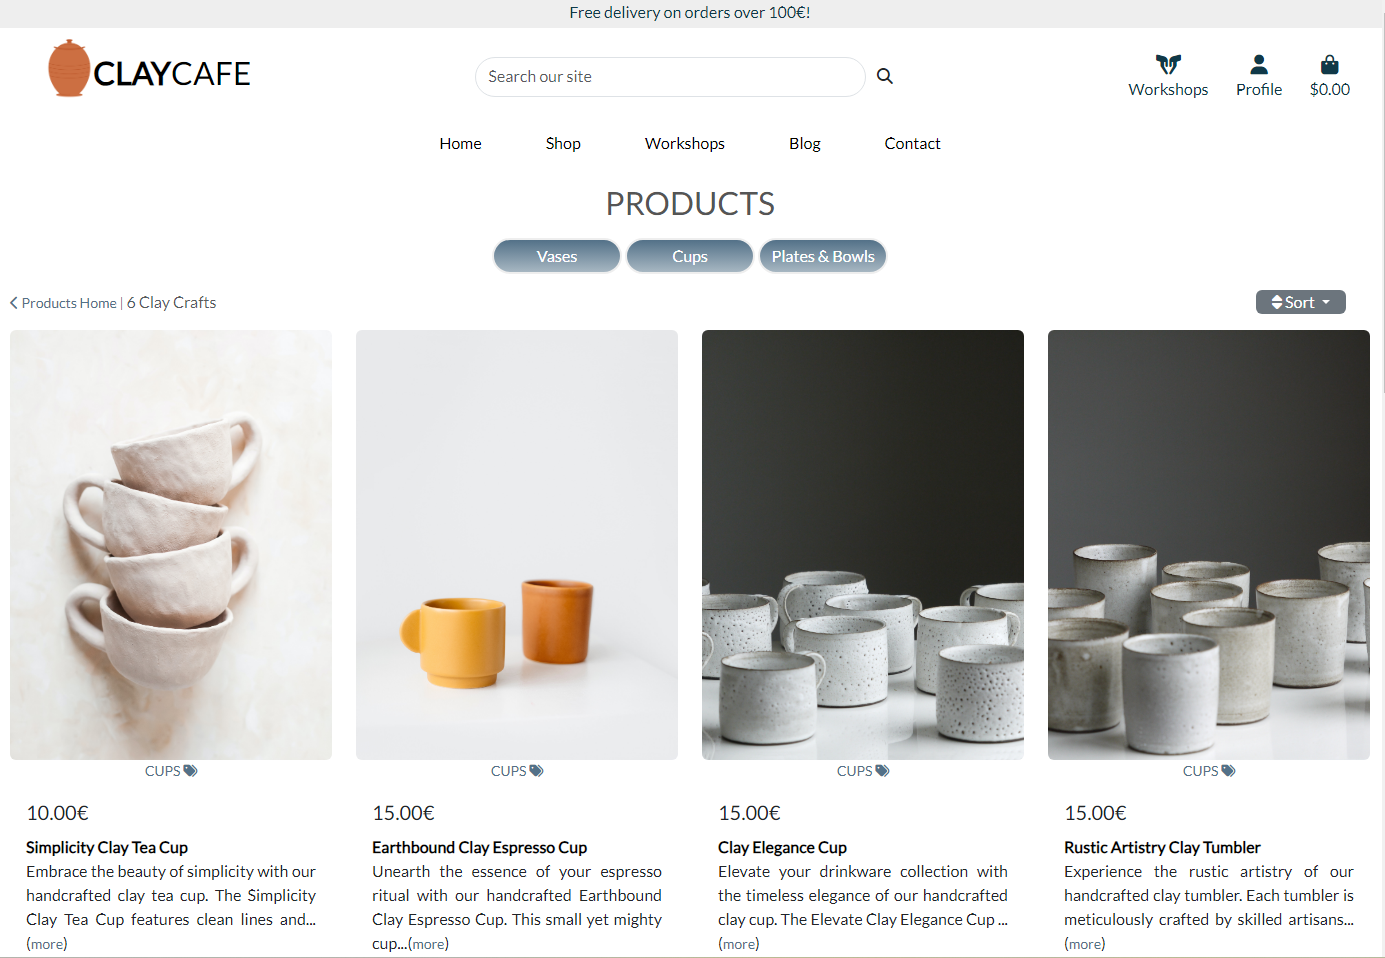 Free delivery on orders over 100€!
CLAYCAFE
Search our site
Workshops
Profile
$0.00
Home
Shop
Workshops
Blog
Contact
PRODUCTS
Vases
Cups
Plates & Bowls
Products Home | 6 Clay Crafts
Sort
CUPS
10.00€
Simplicity Clay Tea Cup
Embrace the beauty of simplicity with our
handcrafted clay tea cup. The Simplicity
Clay Tea Cup features clean lines and...
(more)
CUPS
15.00€
Earthbound Clay Espresso Cup
Unearth the essence of your espresso
ritual with our handcrafted Earthbound
Clay Espresso Cup. This small yet mighty
cup...(more)
CUPS
15.00€
Clay Elegance Cup
Elevate your drinkware collection with
the timeless elegance of our handcrafted
clay cup. The Elevate Clay Elegance Cup ...
(more)
CUPS
15.00€
Rustic Artistry Clay Tumbler
Experience the rustic artistry of our
handcrafted clay tumbler. Each tumbler is
meticulously crafted by skilled artisans...
(more)